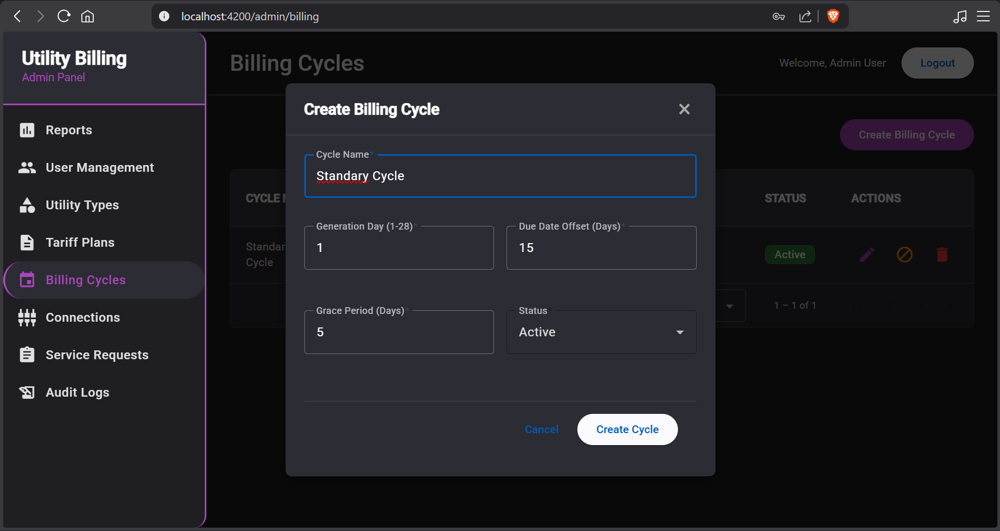 localhost:4200/admin/billing
Utility Billing
Admin Panel
Reports
User Management
Utility Types
Tariff Plans
Billing Cycles
Connections
Service Requests
Audit Logs
Billing Cycles
Welcome, Admin User
Logout
Create Billing Cycle
CYCLE
STATUS
ACTIONS
Cycle
Active
1 – 1 of 1
Create Billing Cycle
Cycle Name*
Standary Cycle
Generation Day (1-28)*
1
Due Date Offset (Days)*
15
Grace Period (Days)*
5
Status*
Active
Cancel
Create Cycle